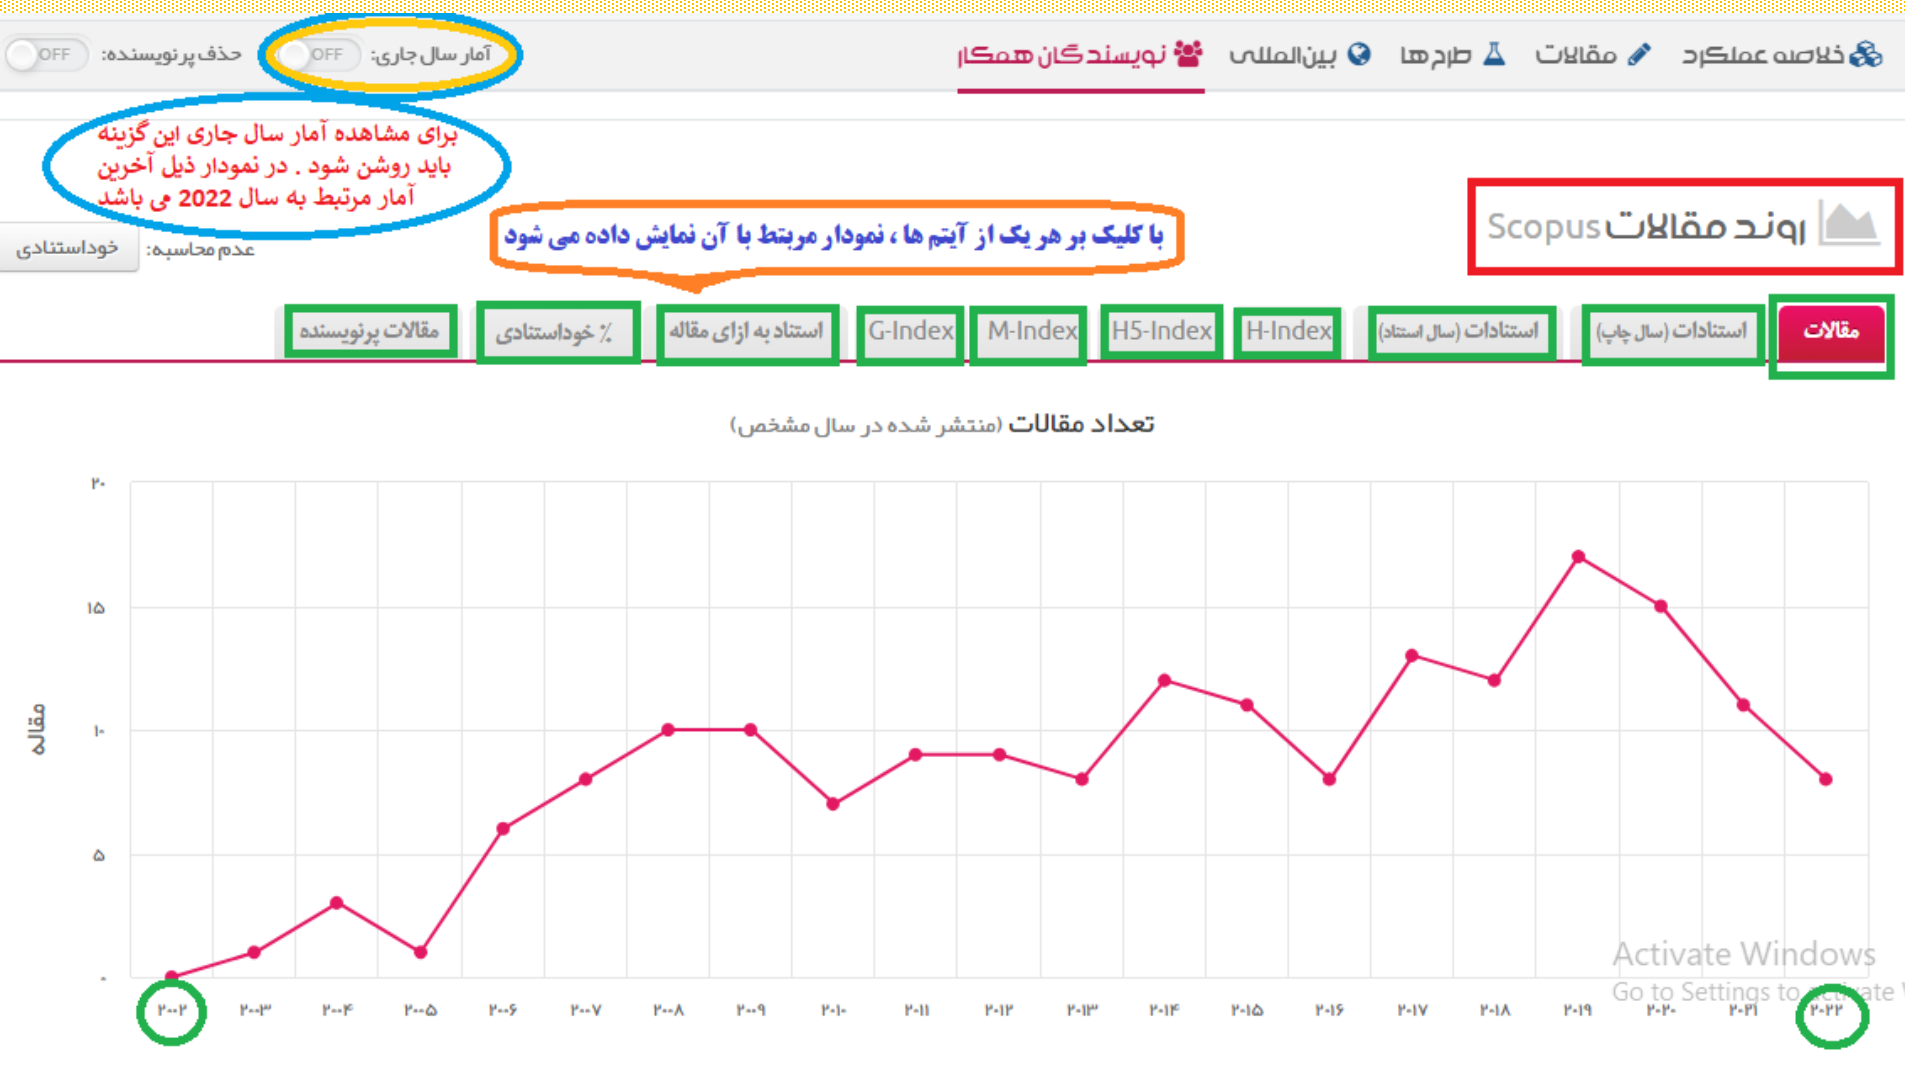 خلاصه عملکرد مقالات طرح ها بین‌المللی نویسندگان همکار آمار سال جاری: OFF حذف پر نویسنده: OFF
برای مشاهده آمار سال جاری این گزینه
باید روشن شود . در نمودار ذیل آخرین
آمار مرتبط به سال 2022 می باشد
روند مقالات Scopus
با کلیک بر هر یک از آیتم ها ، نمودار مربتط با آن نمایش داده می شود
عدم محاسبه: خوداستنادی
مقالات استنادات (سال چاپ) استنادات (سال استناد) H-Index H5-Index M-Index G-Index استناد به ازای مقاله ٪ خوداستنادی مقالات پرنویسنده
تعداد مقالات (منتشر شده در سال مشخص)
۲۰
۱۵
۱۰
۵
۰
مقاله
۲۰۰۲ ۲۰۰۳ ۲۰۰۴ ۲۰۰۵ ۲۰۰۶ ۲۰۰۷ ۲۰۰۸ ۲۰۰۹ ۲۰۱۰ ۲۰۱۱ ۲۰۱۲ ۲۰۱۳ ۲۰۱۴ ۲۰۱۵ ۲۰۱۶ ۲۰۱۷ ۲۰۱۸ ۲۰۱۹ ۲۰۲۰ ۲۰۲۱ ۲۰۲۲
Activate Windows
Go to Settings to activate